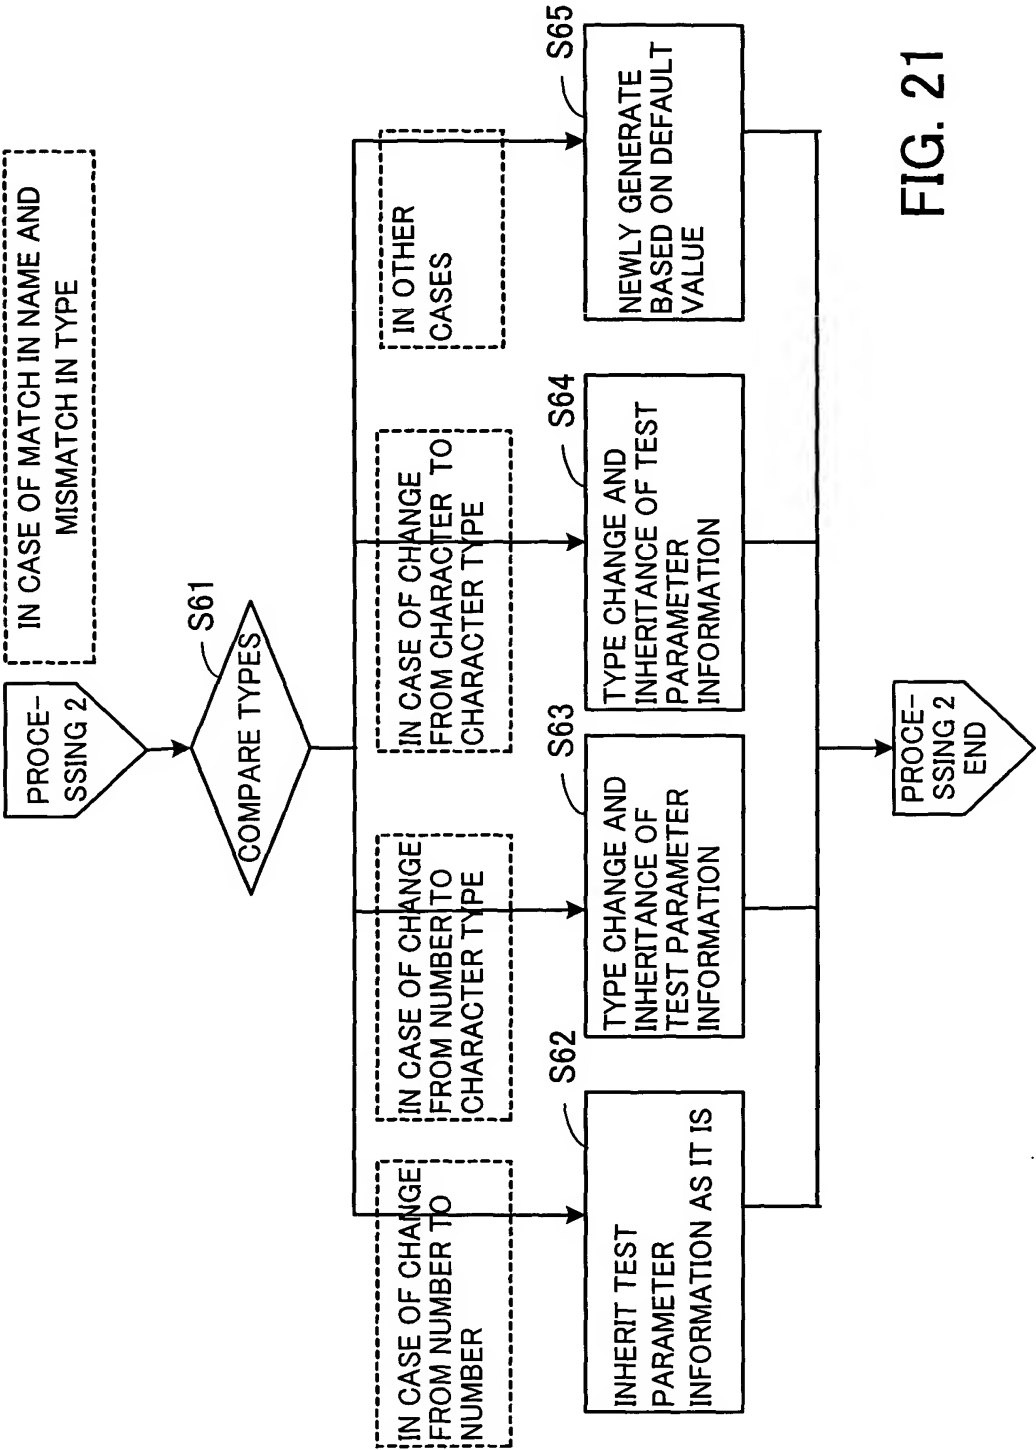 IN CASE OF MATCH IN NAME AND
MISMATCH IN TYPE
PROCE-
SSING 2
S61
COMPARE TYPES
IN CASE OF CHANGE
FROM NUMBER TO
NUMBER
IN CASE OF CHANGE
FROM NUMBER TO
CHARACTER TYPE
IN CASE OF CHANGE
FROM CHARACTER TO
CHARACTER TYPE
IN OTHER
CASES
S62
INHERIT TEST
PARAMETER
INFORMATION AS IT IS
S63
TYPE CHANGE AND
INHERITANCE OF
TEST PARAMETER
INFORMATION
S64
TYPE CHANGE AND
INHERITANCE OF TEST
PARAMETER
INFORMATION
S65
NEWLY GENERATE
BASED ON DEFAULT
VALUE
PROCE-
SSING 2
END
FIG. 21